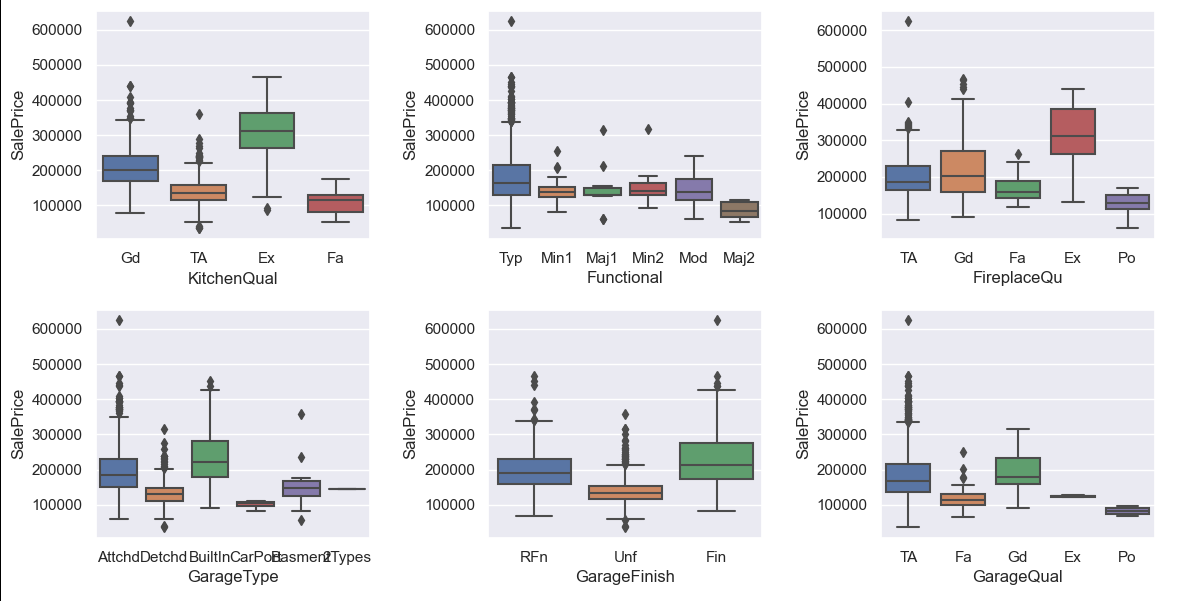 SalePrice
600000
500000
400000
300000
200000
100000
Gd TA Ex Fa
KitchenQual
SalePrice
600000
500000
400000
300000
200000
100000
Typ Min1 Maj1 Min2 Mod Maj2
Functional
SalePrice
600000
500000
400000
300000
200000
100000
TA Gd Fa Ex Po
FireplaceQu
SalePrice
600000
500000
400000
300000
200000
100000
Attchd Detchd BuiltIn CarPort Basment 2Types
GarageType
SalePrice
600000
500000
400000
300000
200000
100000
RFn Unf Fin
GarageFinish
SalePrice
600000
500000
400000
300000
200000
100000
TA Fa Gd Ex Po
GarageQual